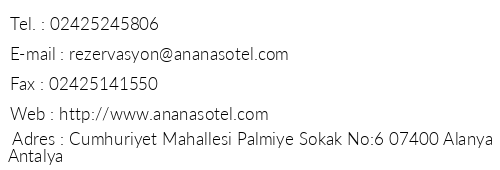 Tel. : 02425245806
E-mail : rezervasyon@ananasotel.com
Fax : 02425141550
Web : http://www.ananasotel.com
Adres : Cumhuriyet Mahallesi Palmiye Sokak No:6 07400 Alanya
Antalya